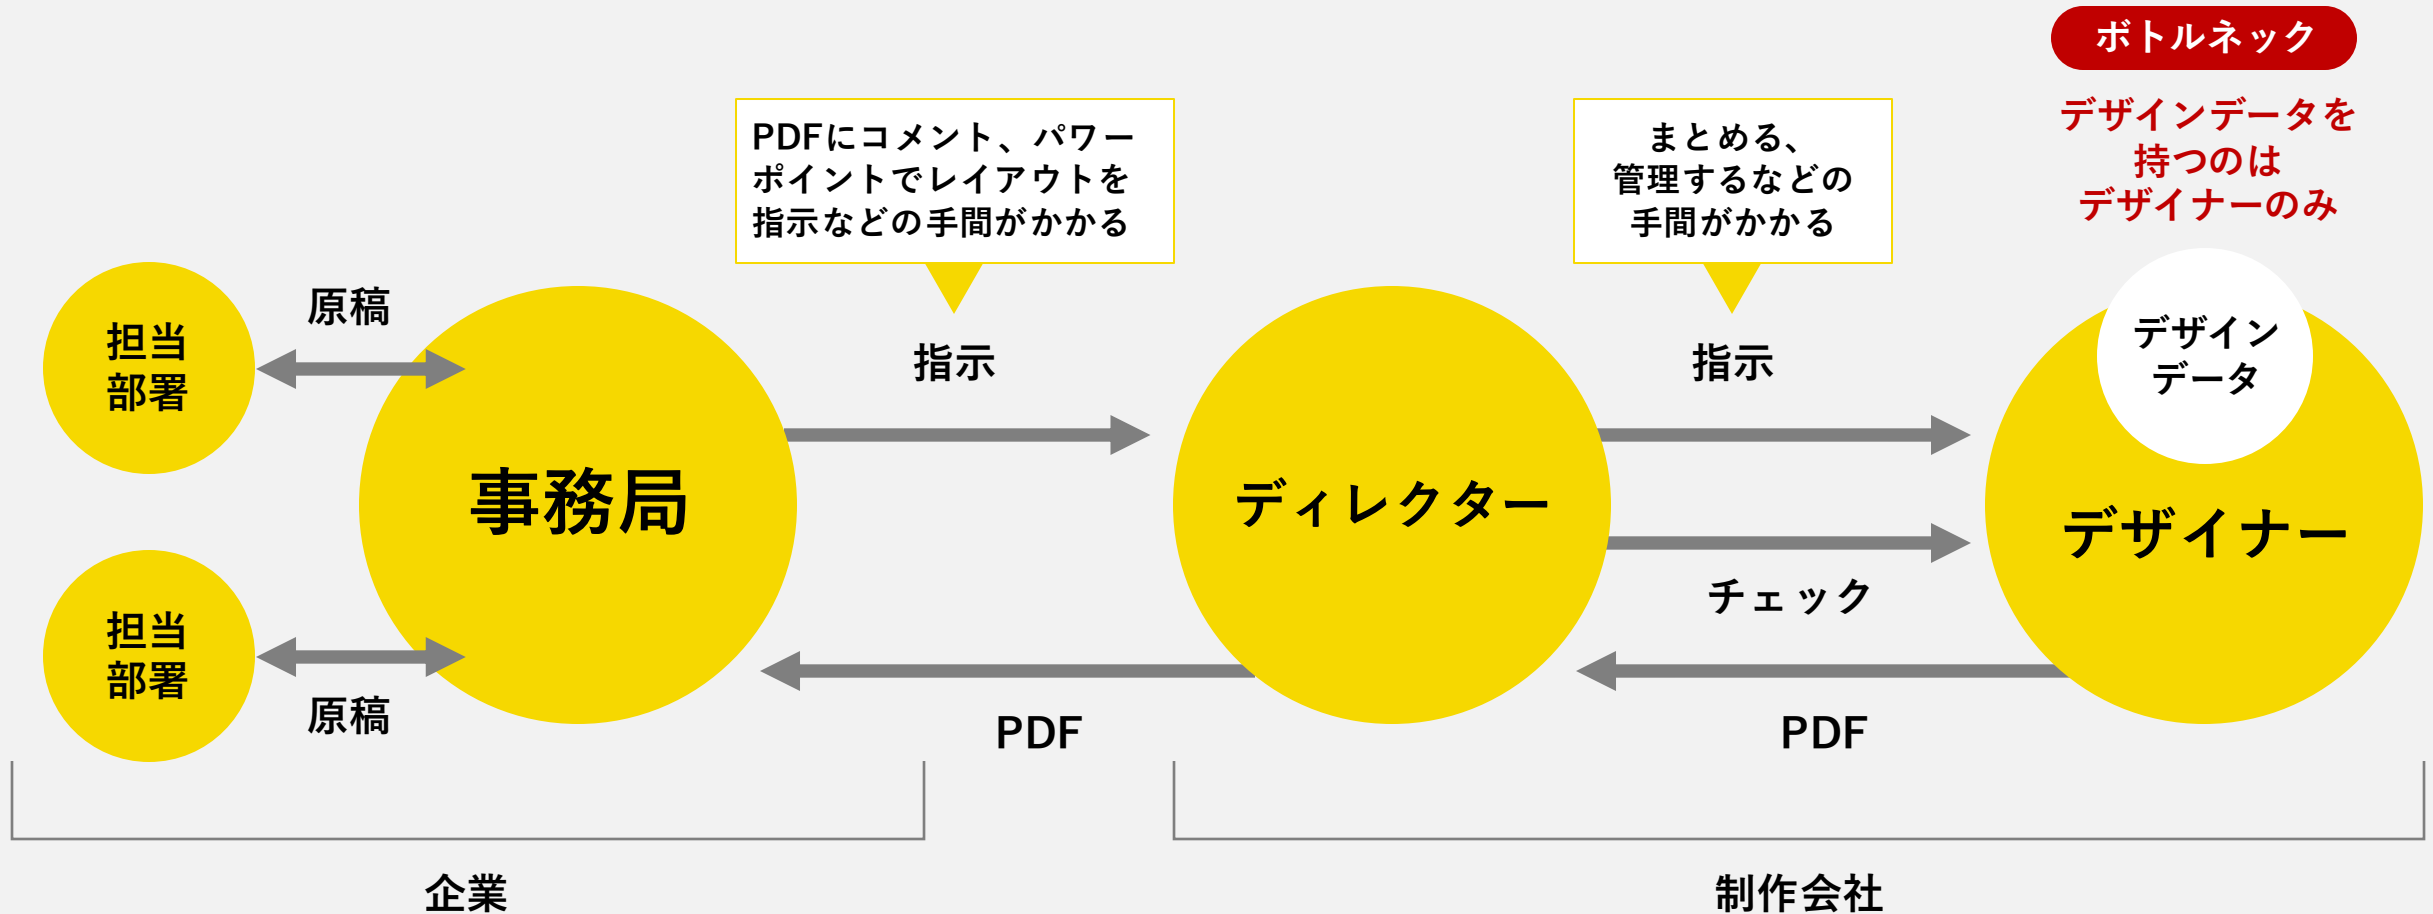 ボトルネック
デザインデータを
持つのは
デザイナーのみ
PDFにコメント、パワー
ポイントでレイアウトを
指示などの手間がかかる
まとめる、
管理するなどの
手間がかかる
担当
部署
原稿
事務局
指示
ディレクター
指示
チェック
デザイン
データ
デザイナー
担当
部署
原稿
PDF
PDF
企業
制作会社